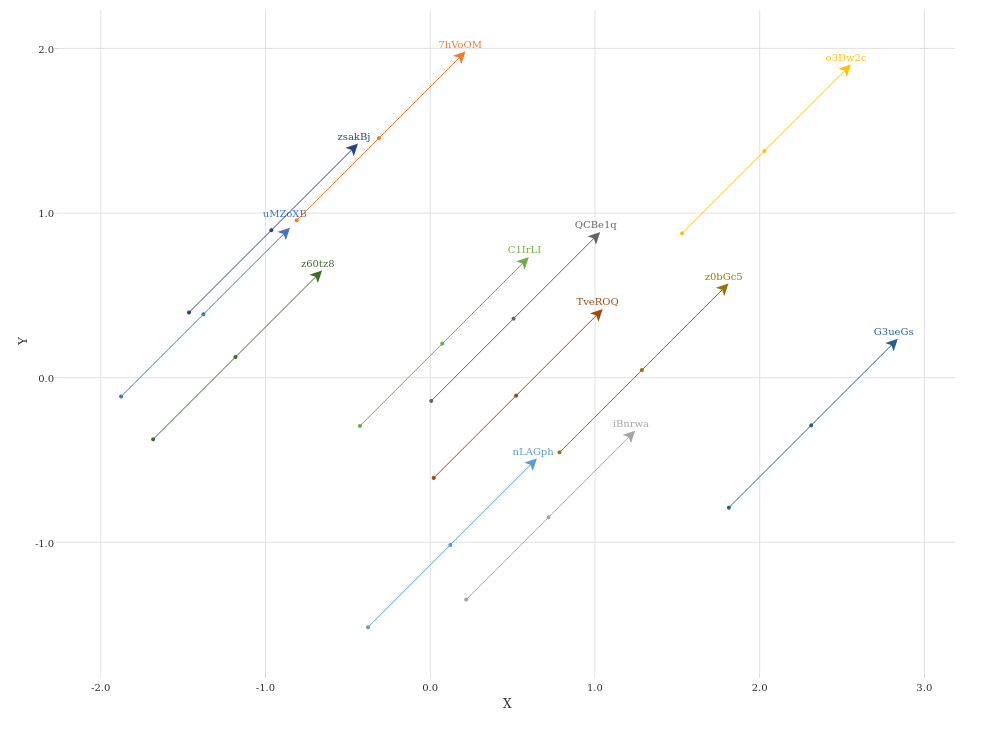 7hVoOM
2.0
o3Dw2c
zsakBj
uMZoXB
1.0
QCBe1q
C1IrLI
z60tz8
z0bGc5
TveROQ
G3ueGs
Y
0.0
iBnrwa
nLAGph
-1.0
-2.0 -1.0 0.0 1.0 2.0 3.0
X